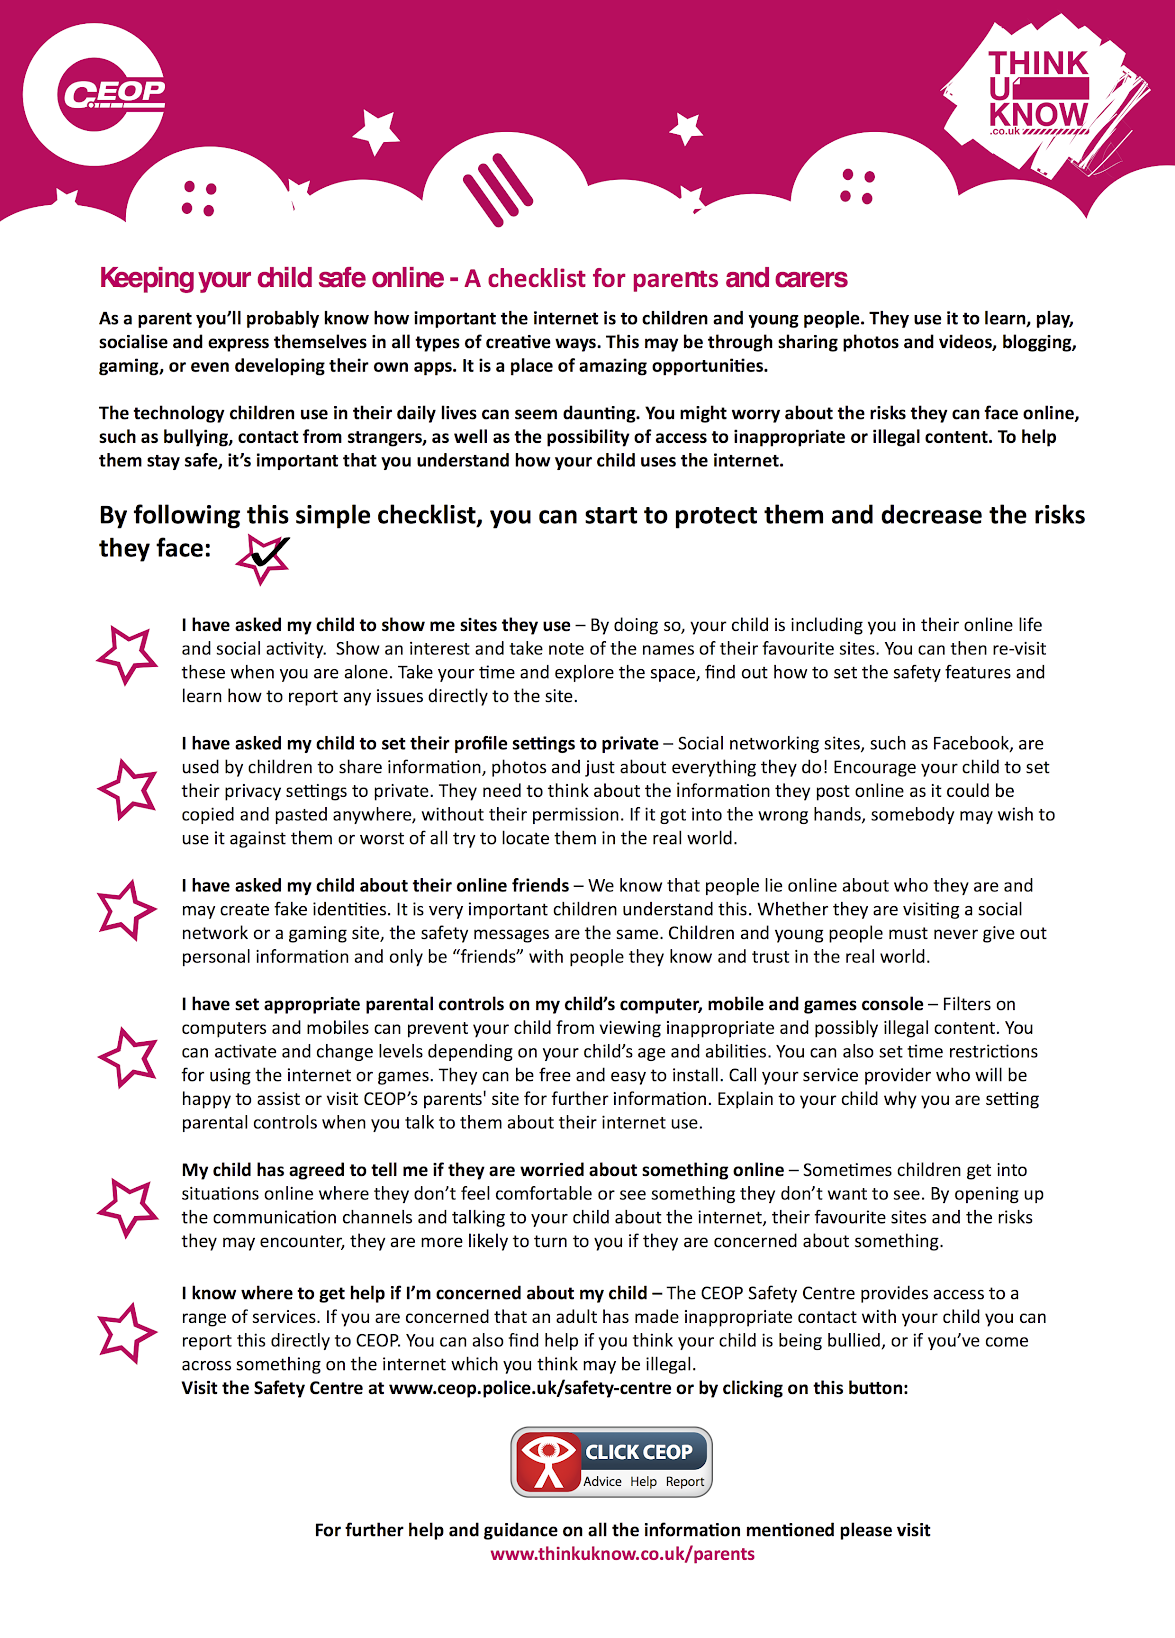 CEOP
THINK
U
KNOW
.co.uk
Keeping your child safe online - A checklist for parents and carers
As a parent you’ll probably know how important the internet is to children and young people. They use it to learn, play,
socialise and express themselves in all types of creative ways. This may be through sharing photos and videos, blogging,
gaming, or even developing their own apps. It is a place of amazing opportunities.
The technology children use in their daily lives can seem daunting. You might worry about the risks they can face online,
such as bullying, contact from strangers, as well as the possibility of access to inappropriate or illegal content. To help
them stay safe, it’s important that you understand how your child uses the internet.
By following this simple checklist, you can start to protect them and decrease the risks
they face:
I have asked my child to show me sites they use – By doing so, your child is including you in their online life
and social activity. Show an interest and take note of the names of their favourite sites. You can then re-visit
these when you are alone. Take your time and explore the space, find out how to set the safety features and
learn how to report any issues directly to the site.
I have asked my child to set their profile settings to private – Social networking sites, such as Facebook, are
used by children to share information, photos and just about everything they do! Encourage your child to set
their privacy settings to private. They need to think about the information they post online as it could be
copied and pasted anywhere, without their permission. If it got into the wrong hands, somebody may wish to
use it against them or worst of all try to locate them in the real world.
I have asked my child about their online friends – We know that people lie online about who they are and
may create fake identities. It is very important children understand this. Whether they are visiting a social
network or a gaming site, the safety messages are the same. Children and young people must never give out
personal information and only be “friends” with people they know and trust in the real world.
I have set appropriate parental controls on my child’s computer, mobile and games console – Filters on
computers and mobiles can prevent your child from viewing inappropriate and possibly illegal content. You
can activate and change levels depending on your child’s age and abilities. You can also set time restrictions
for using the internet or games. They can be free and easy to install. Call your service provider who will be
happy to assist or visit CEOP’s parents' site for further information. Explain to your child why you are setting
parental controls when you talk to them about their internet use.
My child has agreed to tell me if they are worried about something online – Sometimes children get into
situations online where they don’t feel comfortable or see something they don’t want to see. By opening up
the communication channels and talking to your child about the internet, their favourite sites and the risks
they may encounter, they are more likely to turn to you if they are concerned about something.
I know where to get help if I’m concerned about my child – The CEOP Safety Centre provides access to a
range of services. If you are concerned that an adult has made inappropriate contact with your child you can
report this directly to CEOP. You can also find help if you think your child is being bullied, or if you’ve come
across something on the internet which you think may be illegal.
Visit the Safety Centre at www.ceop.police.uk/safety-centre or by clicking on this button:
CLICK CEOP
Advice Help Report
For further help and guidance on all the information mentioned please visit
www.thinkuknow.co.uk/parents